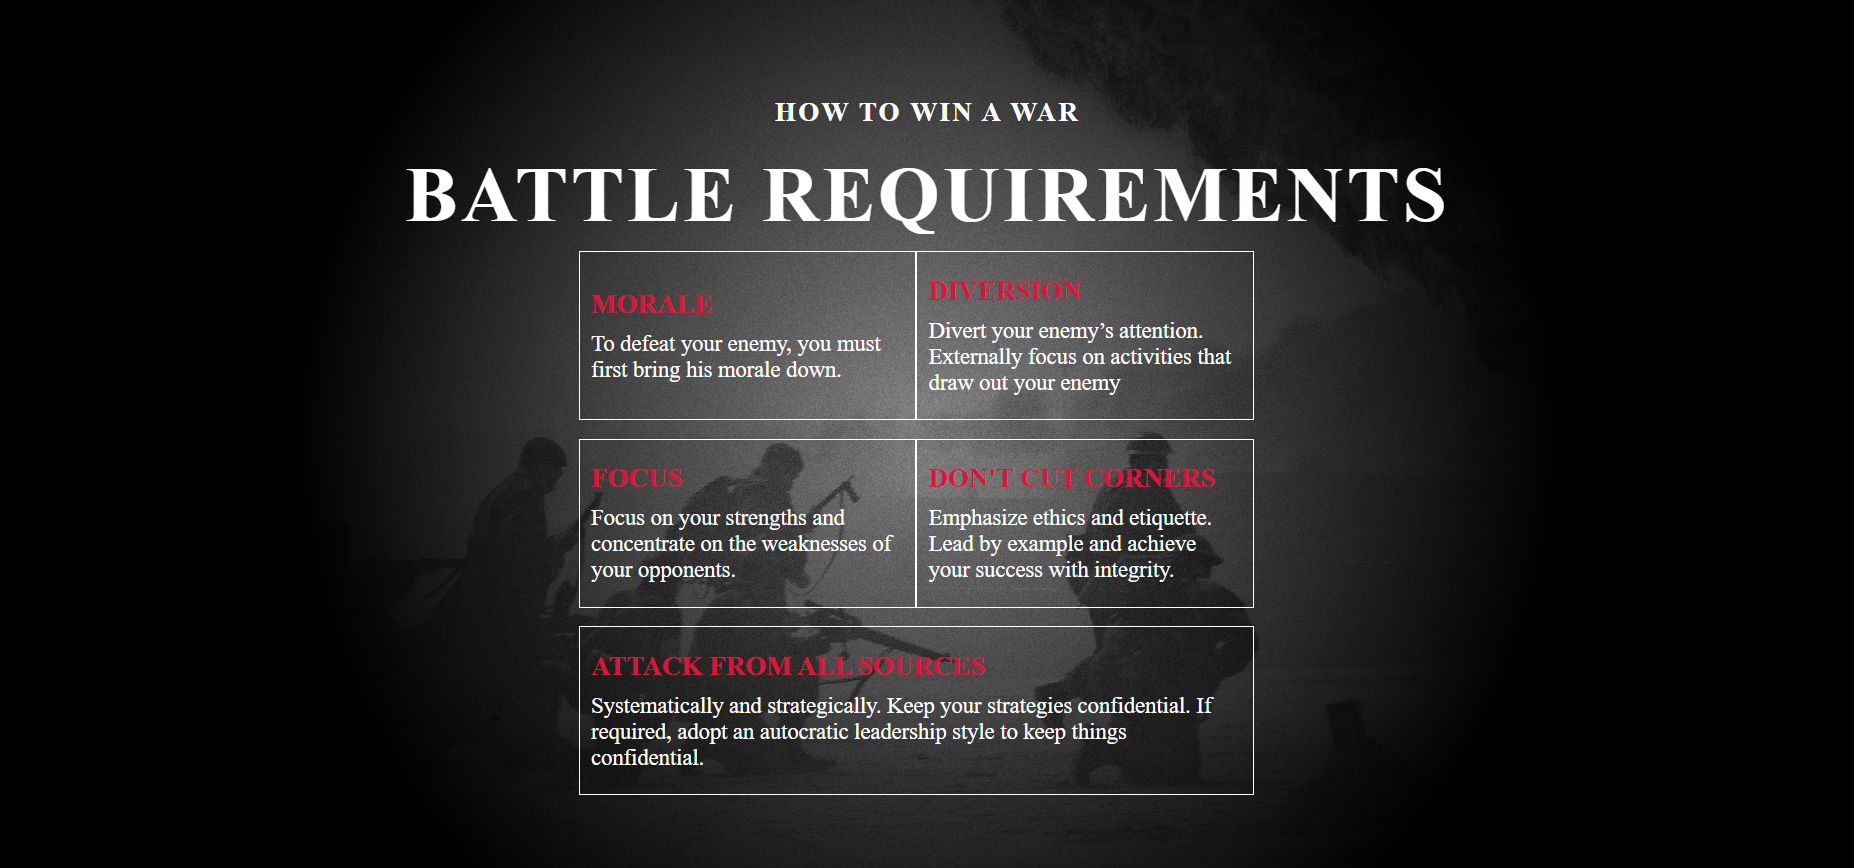 HOW TO WIN A WAR
BATTLE REQUIREMENTS
MORALE
To defeat your enemy, you must
first bring his morale down.
DIVERSION
Divert your enemy’s attention.
Externally focus on activities that
draw out your enemy
FOCUS
Focus on your strengths and
concentrate on the weaknesses of
your opponents.
DON'T CUT CORNERS
Emphasize ethics and etiquette.
Lead by example and achieve
your success with integrity.
ATTACK FROM ALL SOURCES
Systematically and strategically. Keep your strategies confidential. If
required, adopt an autocratic leadership style to keep things
confidential.